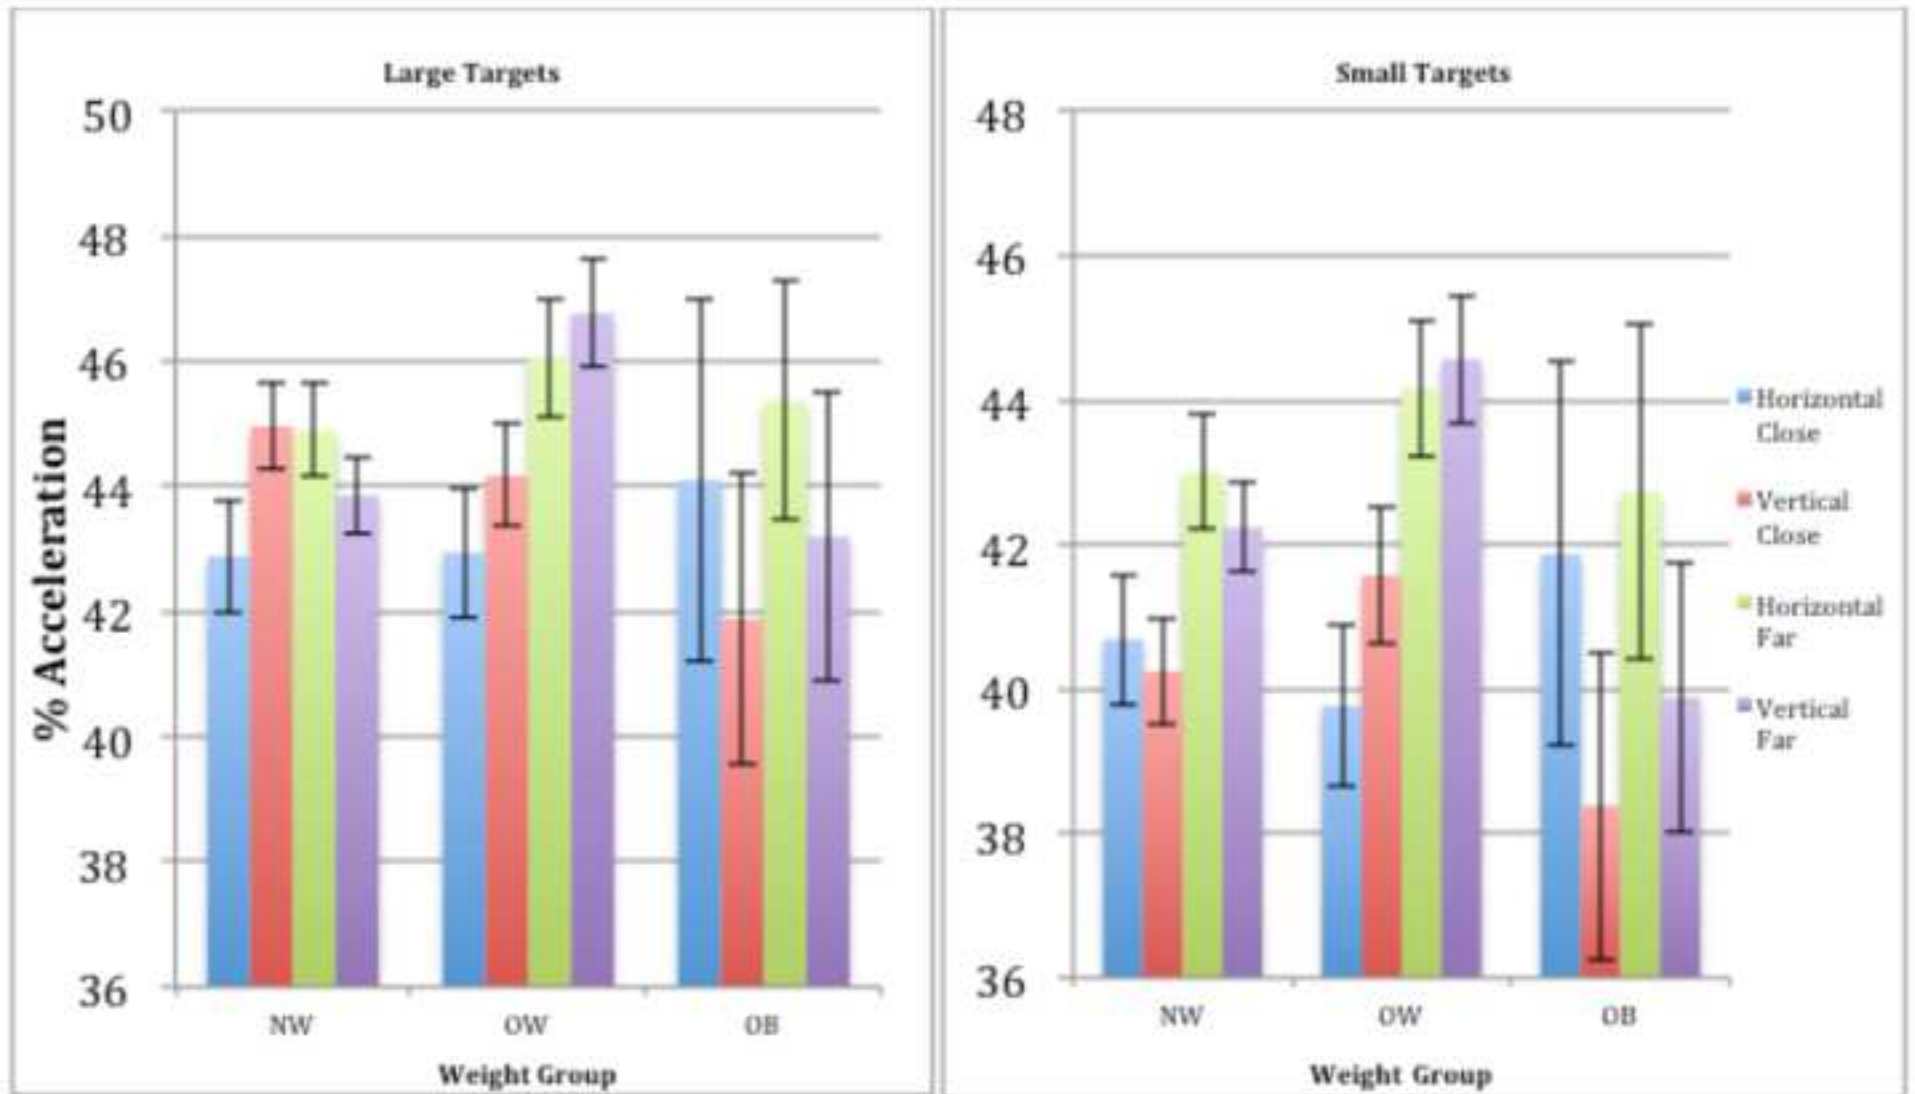 Large Targets
50
48
46
44
42
40
38
36
% Acceleration
NW OW OB
Weight Group
Small Targets
48
46
44
42
40
38
36
NW OW OB
Weight Group
Horizontal
Close
Vertical
Close
Horizontal
Far
Vertical
Far